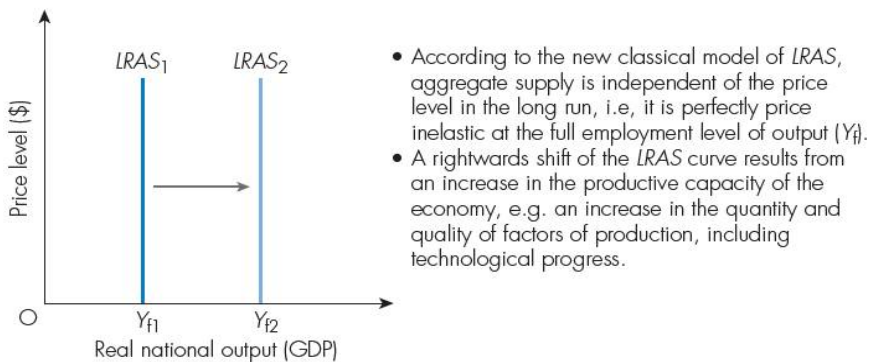 LRAS1
LRAS2
Price level ($)
O
Yf1
Yf2
Real national output (GDP)
• According to the new classical model of LRAS,
aggregate supply is independent of the price
level in the long run, i.e, it is perfectly price
inelastic at the full employment level of output (Yf).
• A rightwards shift of the LRAS curve results from
an increase in the productive capacity of the
economy, e.g. an increase in the quantity and
quality of factors of production, including
technological progress.